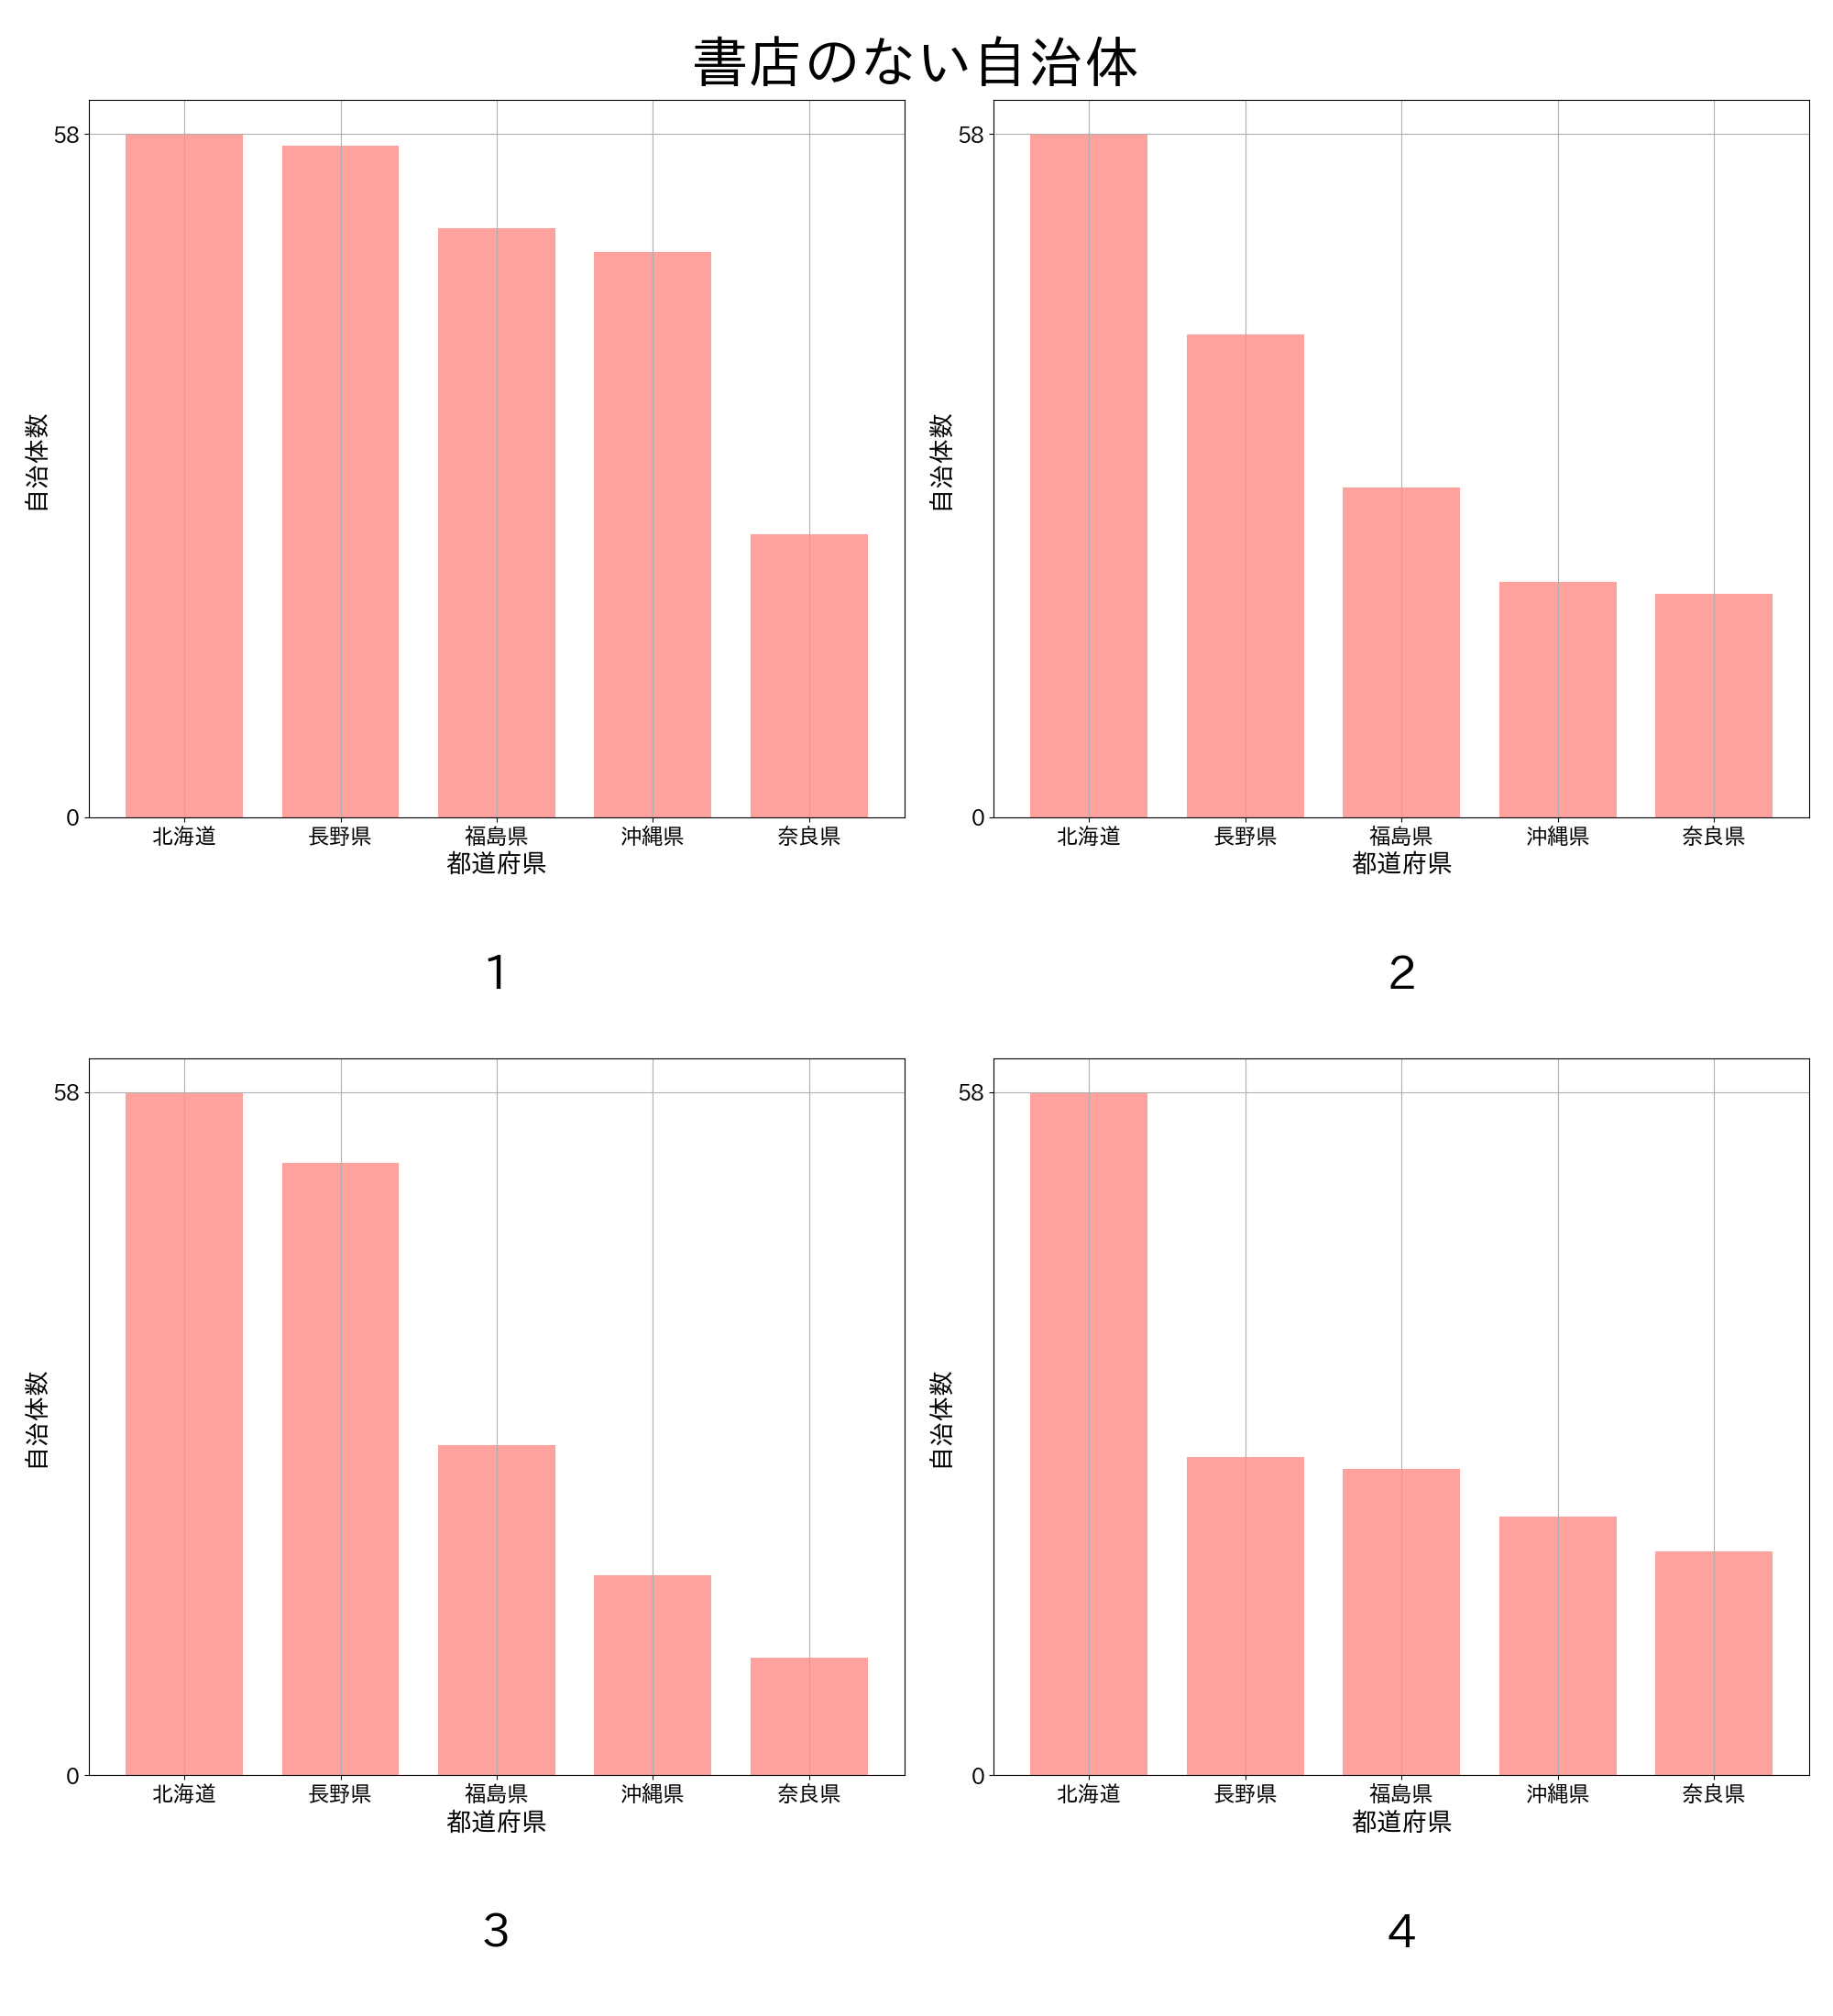 書店のない自治体
58
0
自治体数
北海道 長野県 福島県 沖縄県 奈良県
都道府県
1
58
0
自治体数
北海道 長野県 福島県 沖縄県 奈良県
都道府県
2
58
0
自治体数
北海道 長野県 福島県 沖縄県 奈良県
都道府県
3
58
0
自治体数
北海道 長野県 福島県 沖縄県 奈良県
都道府県
4